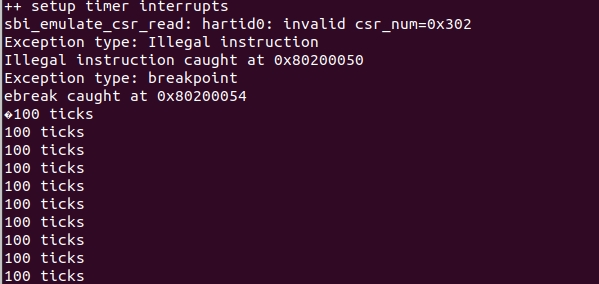 ++ setup timer interrupts
sbi_emulate_csr_read: hartid0: invalid csr_num=0x302
Exception type: Illegal instruction
Illegal instruction caught at 0x80200050
Exception type: breakpoint
ebreak caught at 0x80200054
�100 ticks
100 ticks
100 ticks
100 ticks
100 ticks
100 ticks
100 ticks
100 ticks
100 ticks
100 ticks